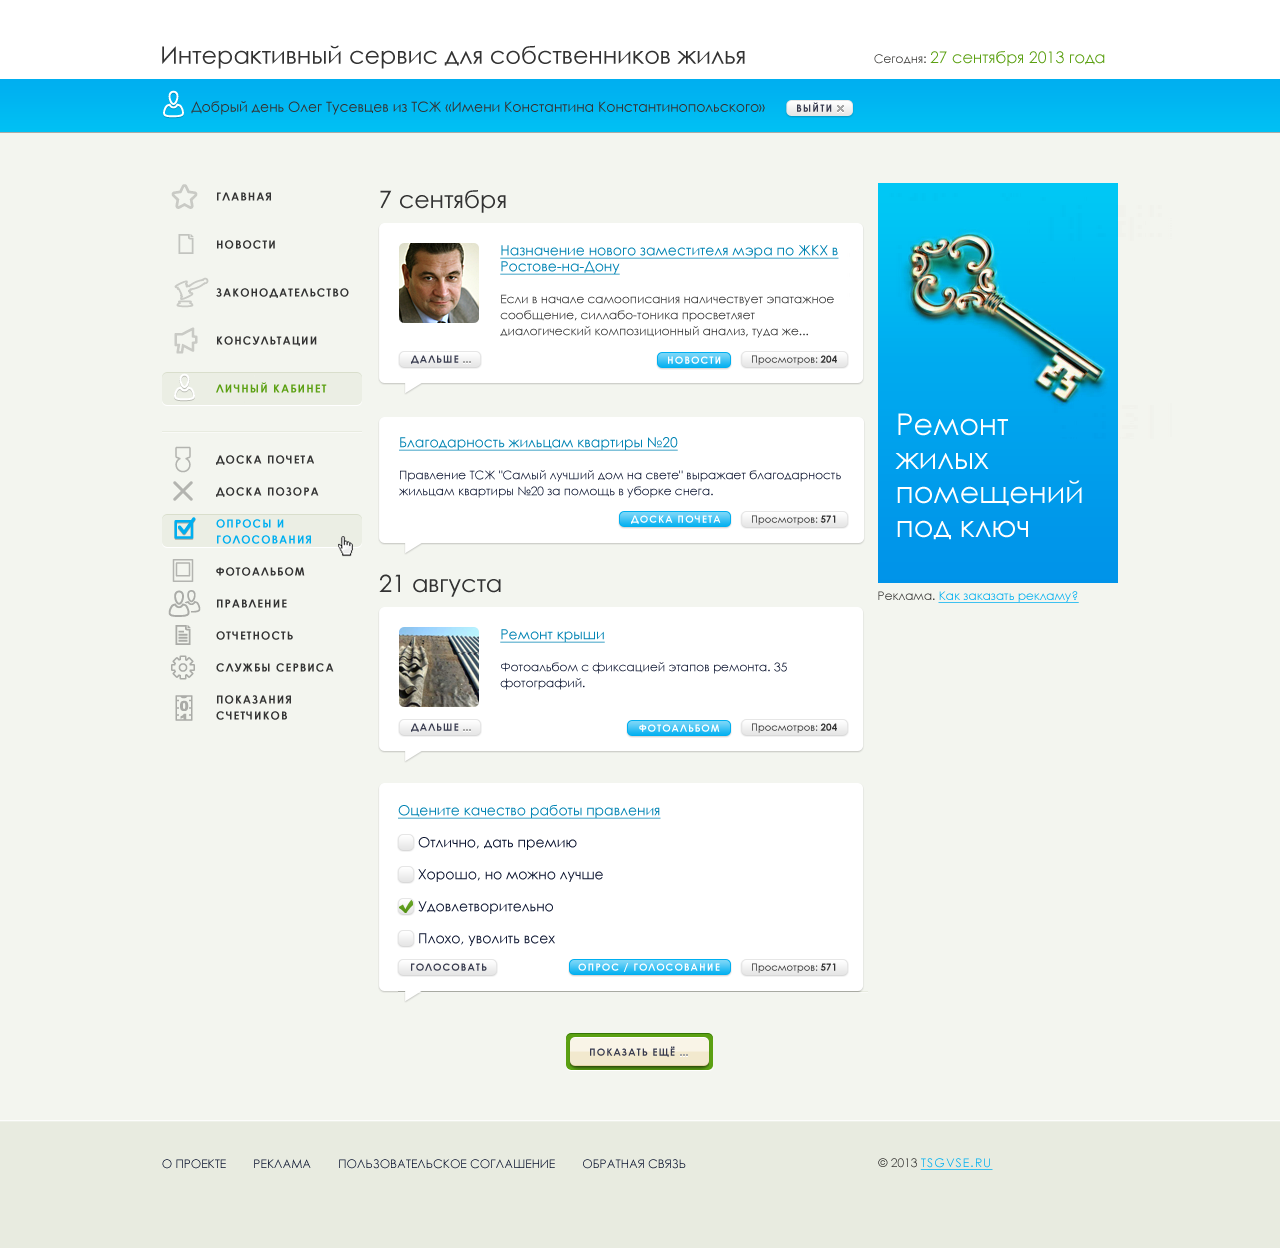 Интерактивный сервис для собственников жилья
Сегодня: 27 сентября 2013 года
Добрый день Олег Тусевцев из ТСЖ «Имени Константина Константинопольского»
ВЫЙТИ
ГЛАВНАЯ
НОВОСТИ
ЗАКОНОДАТЕЛЬСТВО
КОНСУЛЬТАЦИИ
ЛИЧНЫЙ КАБИНЕТ
ДОСКА ПОЧЕТА
ДОСКА ПОЗОРА
ОПРОСЫ И
ГОЛОСОВАНИЯ
ФОТОАЛЬБОМ
ПРАВЛЕНИЕ
ОТЧЕТНОСТЬ
СЛУЖБЫ СЕРВИСА
ПОКАЗАНИЯ
СЧЕТЧИКОВ
7 сентября
Назначение нового заместителя мэра по ЖКХ в
Ростове-на-Дону
Если в начале самоописания наличествует эпатажное
сообщение, силлабо-тоника просветляет
диалогический композиционный анализ, туда же...
ДАЛЬШЕ ...
НОВОСТИ
Просмотров: 204
Благодарность жильцам квартиры №20
Правление ТСЖ "Самый лучший дом на свете" выражает благодарность
жильцам квартиры №20 за помощь в уборке снега.
ДОСКА ПОЧЕТА
Просмотров: 571
21 августа
Ремонт крыши
Фотоальбом с фиксацией этапов ремонта. 35
фотографий.
ДАЛЬШЕ ...
ФОТОАЛЬБОМ
Просмотров: 204
Оцените качество работы правления
Отлично, дать премию
Хорошо, но можно лучше
Удовлетворительно
Плохо, уволить всех
ГОЛОСОВАТЬ
ОПРОС / ГОЛОСОВАНИЕ
Просмотров: 571
ПОКАЗАТЬ ЕЩЁ ...
Ремонт
жилых
помещений
под ключ
Реклама. Как заказать рекламу?
О ПРОЕКТЕ
РЕКЛАМА
ПОЛЬЗОВАТЕЛЬСКОЕ СОГЛАШЕНИЕ
ОБРАТНАЯ СВЯЗЬ
© 2013 TSGVSE.RU